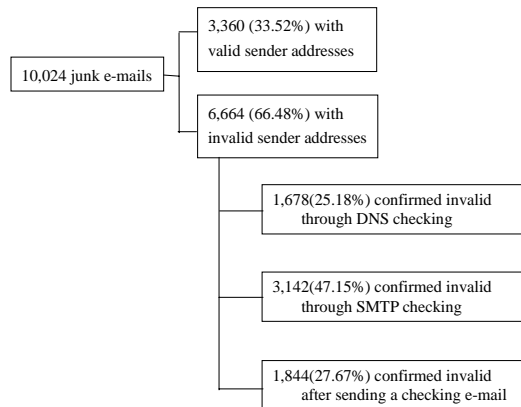 3,360 (33.52%) with
valid sender addresses
10,024 junk e-mails
6,664 (66.48%) with
invalid sender addresses
1,678(25.18%) confirmed invalid
through DNS checking
3,142(47.15%) confirmed invalid
through SMTP checking
1,844(27.67%) confirmed invalid
after sending a checking e-mail